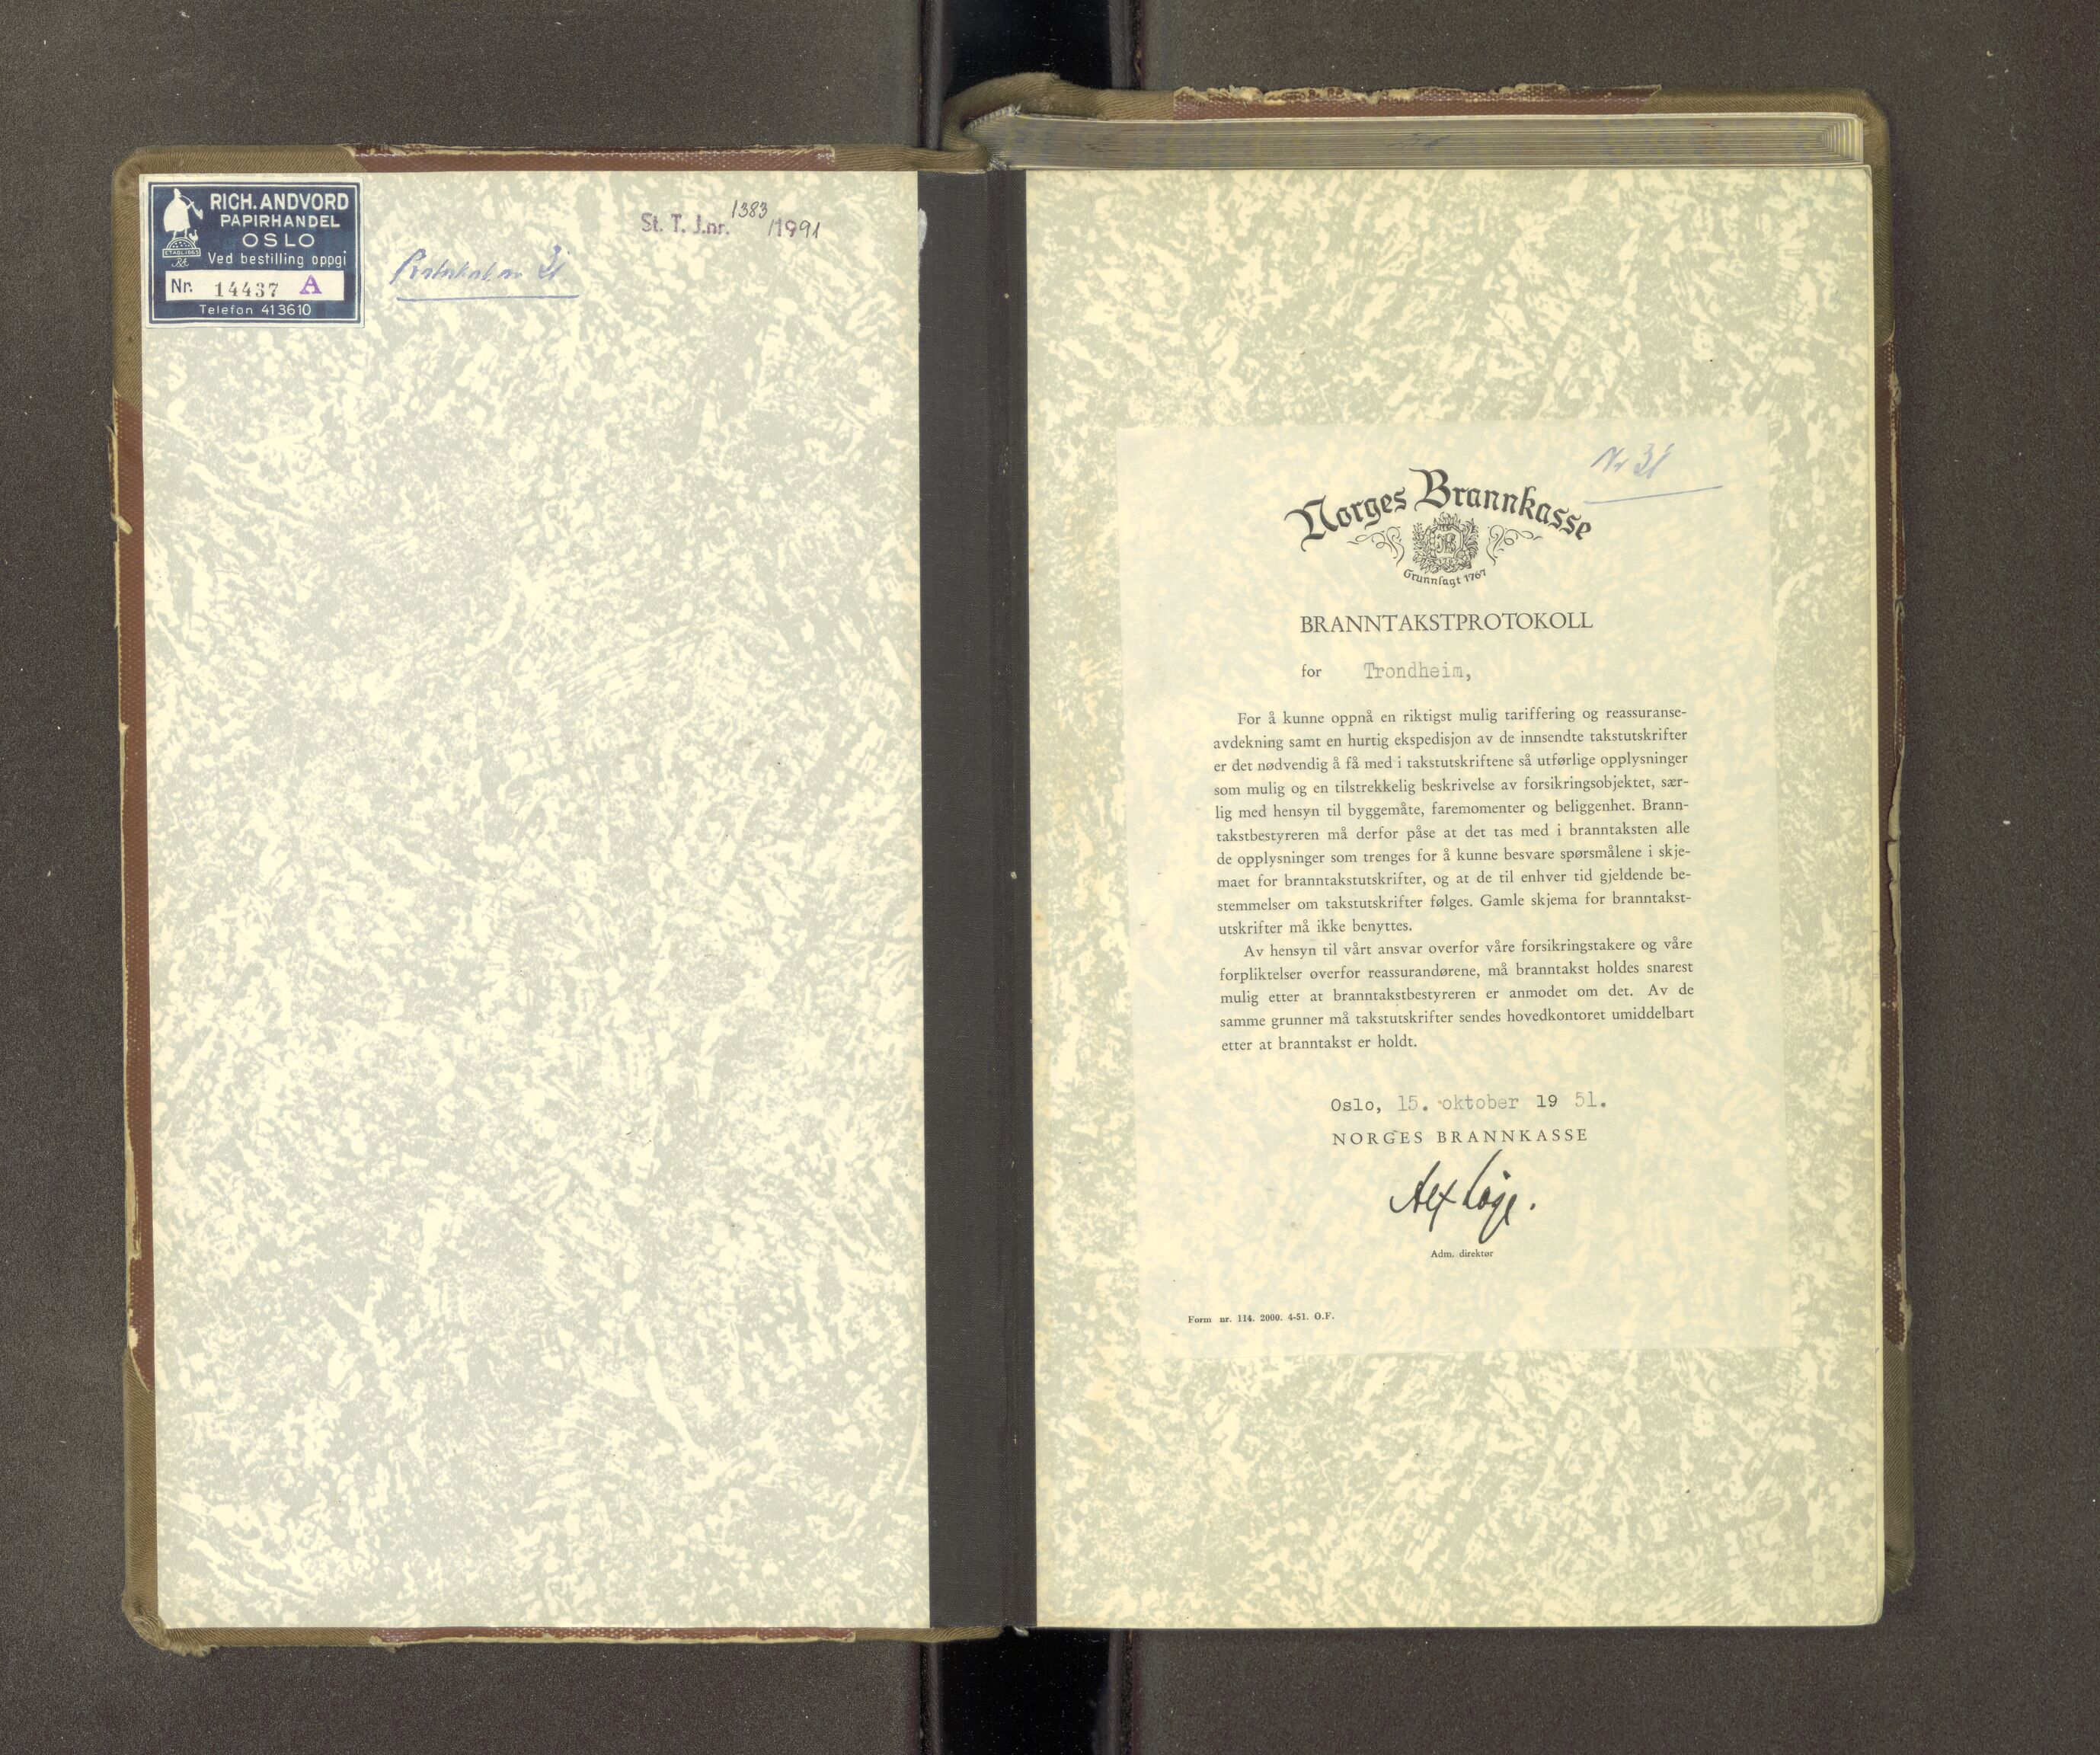 RICH. ANDVORD
PAPIRHANDEL
OSLO
ETABL. 1865
Ved bestilling oppgi
Nr. 14437 A
Telefon 413610
Protokol nr 31
St. T. J.nr. 1383/1991
Nr 31
Norges Brannkasse
Grunnlagt 1767
BRANNTAKSTPROTOKOLL
for Trondheim,
For å kunne oppnå en riktigst mulig tariffering og reassuranse-
avdekning samt en hurtig ekspedisjon av de innsendte takstutskrifter
er det nødvendig å få med i takstutskriftene så utførlige opplysninger
som mulig og en tilstrekkelig beskrivelse av forsikringsobjektet, sær-
lig med hensyn til byggemåte, faremomenter og beliggenhet. Brann-
takstbestyreren må derfor påse at det tas med i branntaksten alle
de opplysninger som trenges for å kunne besvare spørsmålene i skje-
maet for branntakstutskrifter, og at de til enhver tid gjeldende be-
stemmelser om takstutskrifter følges. Gamle skjema for branntakst-
utskrifter må ikke benyttes.
Av hensyn til vårt ansvar overfor våre forsikringstakere og våre
forpliktelser overfor reassurandørene, må branntakst holdes snarest
mulig etter at branntakstbestyreren er anmodet om det. Av de
samme grunner må takstutskrifter sendes hovedkontoret umiddelbart
etter at branntakst er holdt.
Oslo, 15. oktober 19 51.
NORGES BRANNKASSE
Adm. direktør
Form nr. 114. 2000. 4-51. O.F.